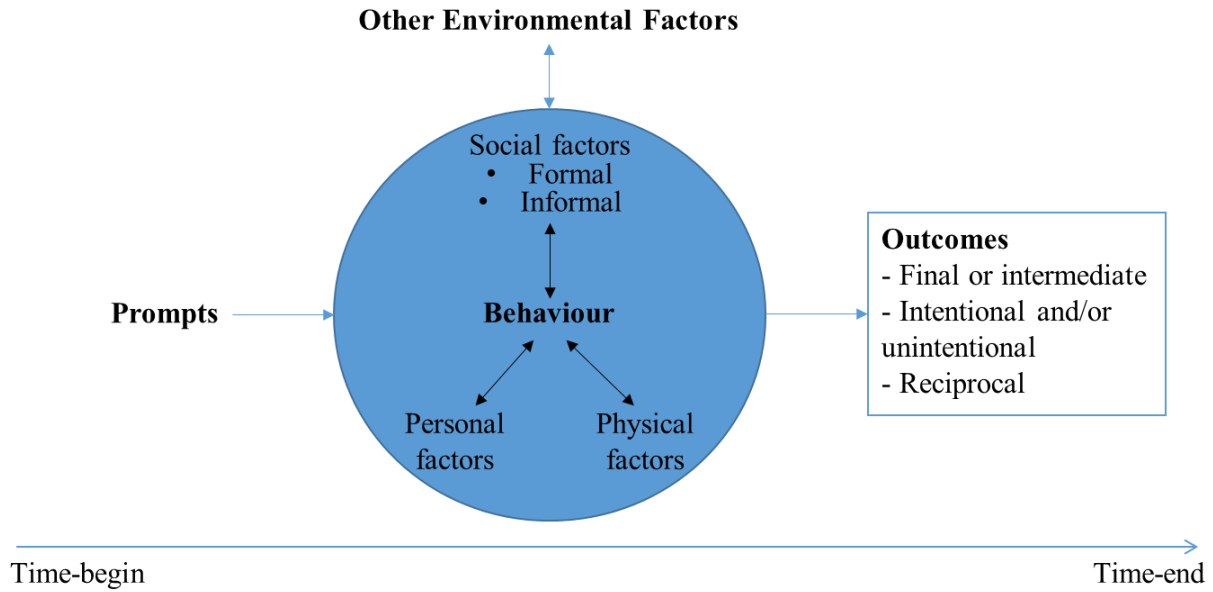 Other Environmental Factors
Social factors
• Formal
• Informal
Prompts
Behaviour
Personal
factors
Physical
factors
Outcomes
- Final or intermediate
- Intentional and/or
unintentional
- Reciprocal
Time-begin
Time-end